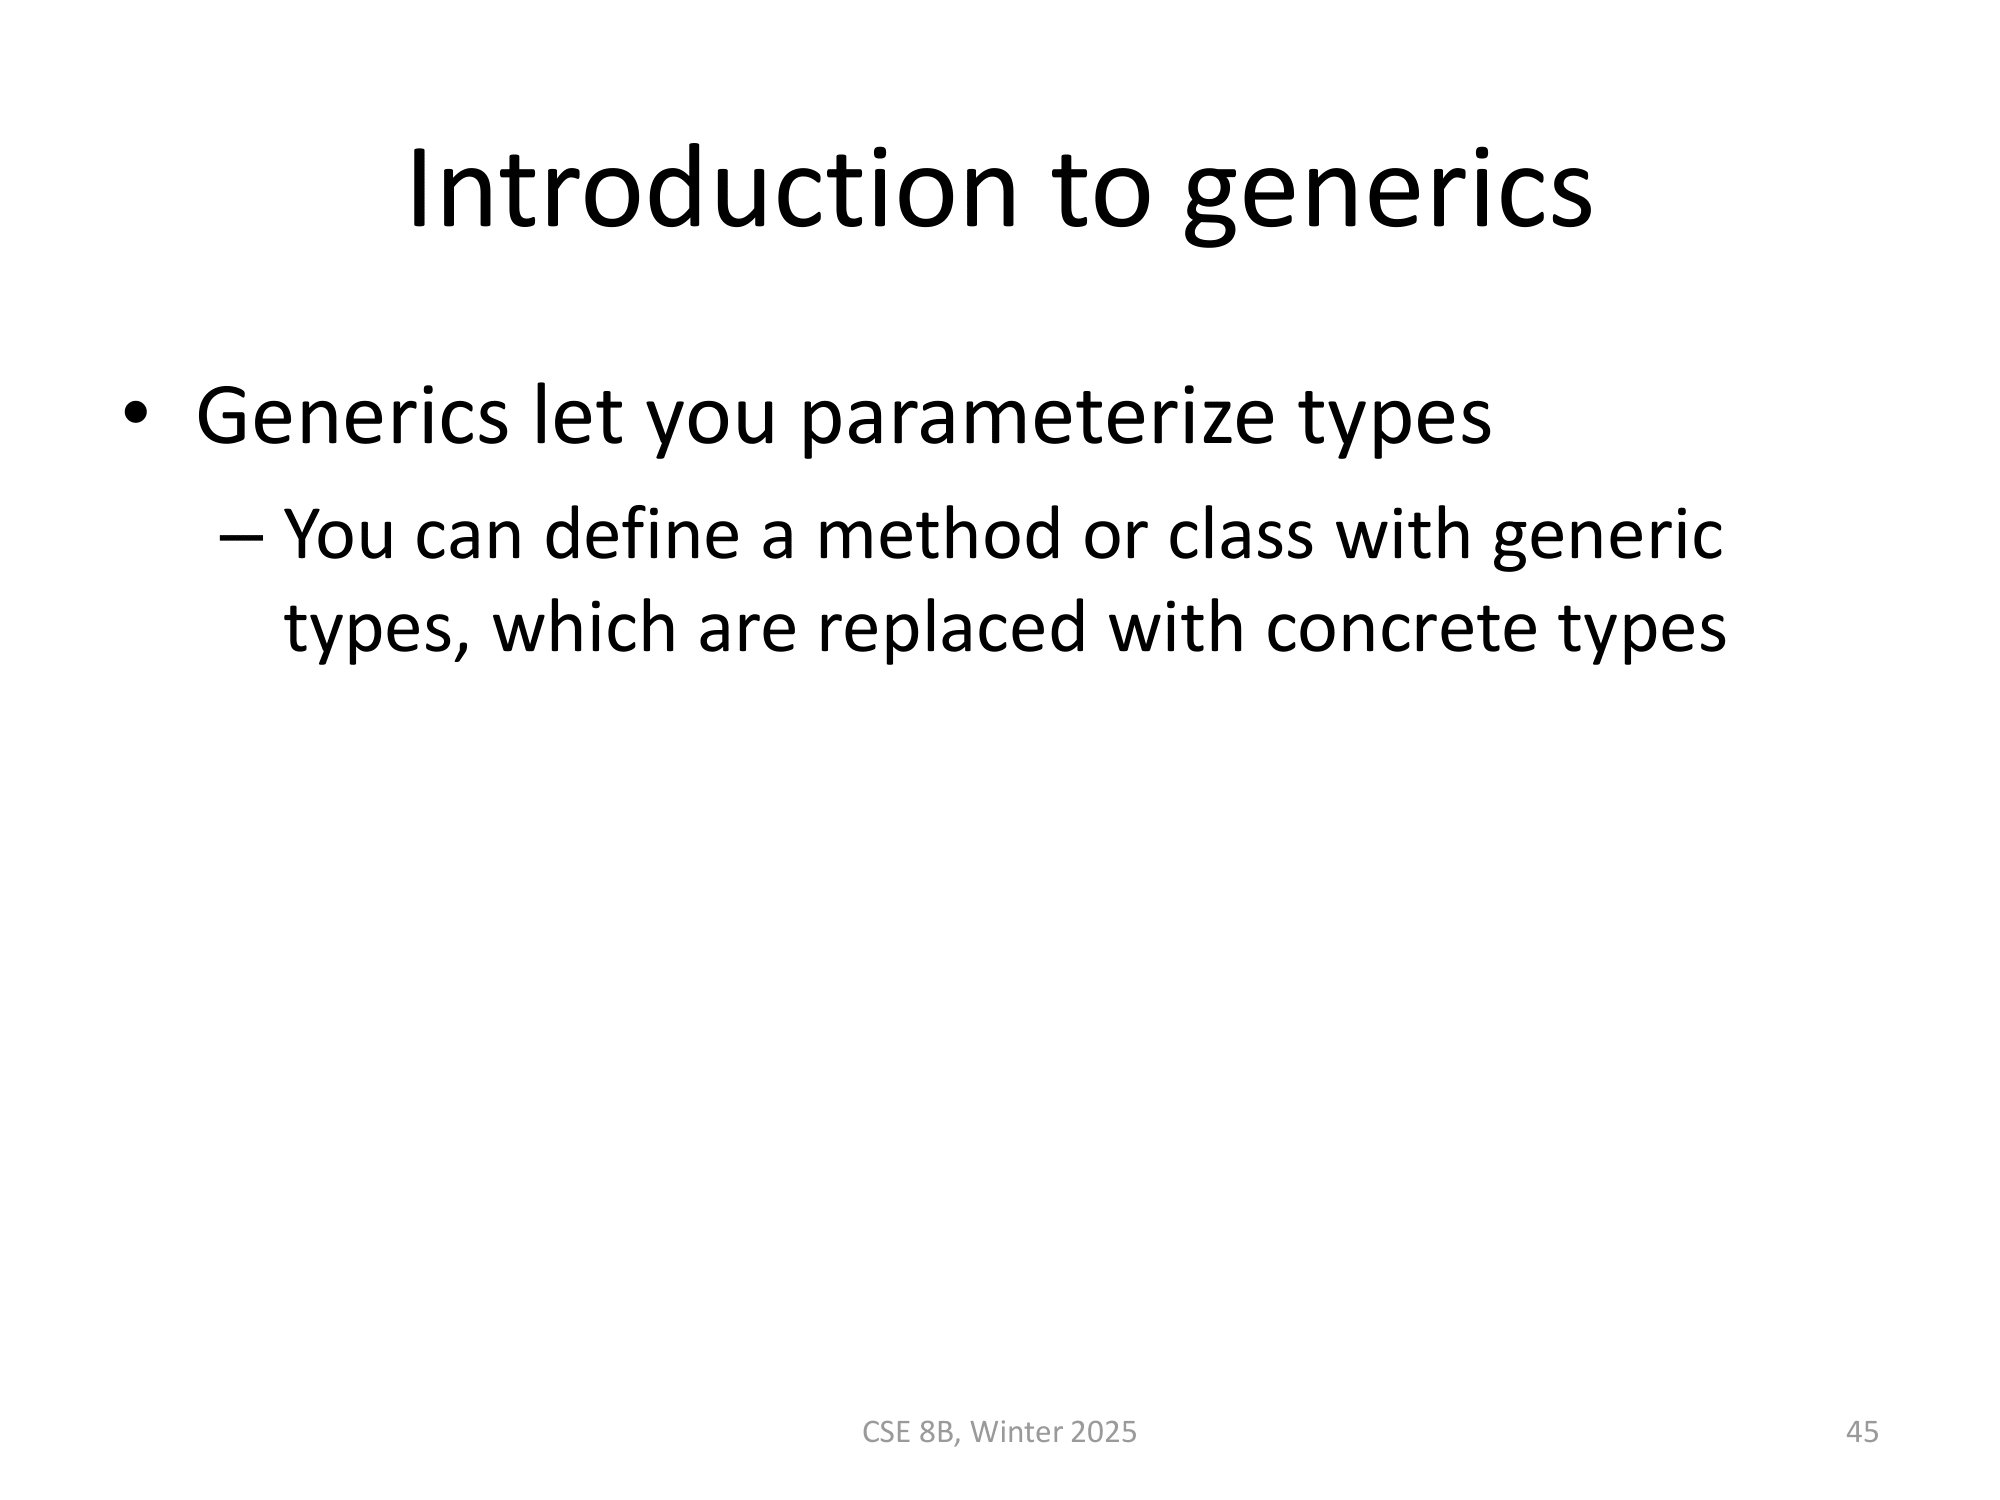 Introduction to generics
• Generics let you parameterize types
– You can define a method or class with generic
types, which are replaced with concrete types
CSE 8B, Winter 2025
45